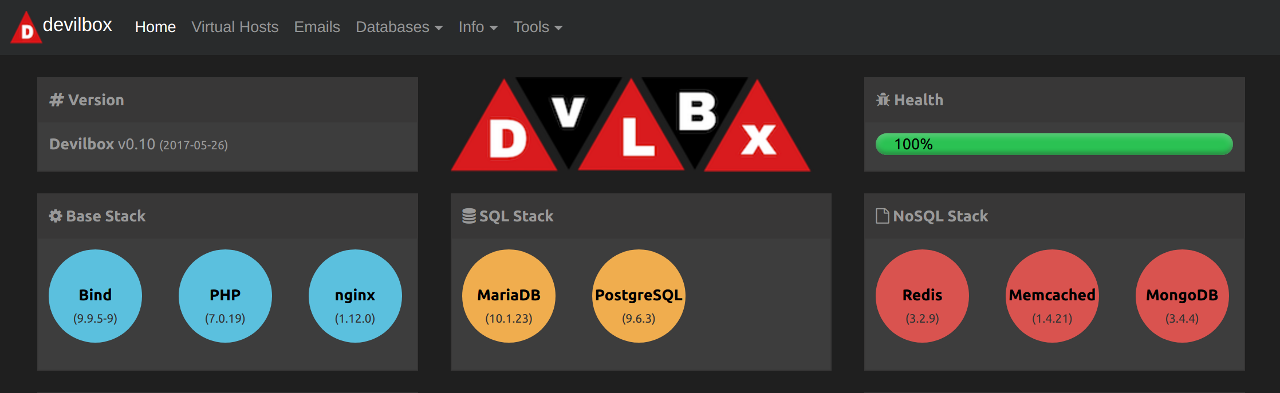 D devilbox Home Virtual Hosts Emails Databases Info Tools
# Version
Devilbox v0.10 (2017-05-26)
D V L B X
Health
100%
Base Stack
Bind PHP nginx
(9.9.5-9) (7.0.19) (1.12.0)
SQL Stack
MariaDB PostgreSQL
(10.1.23) (9.6.3)
NoSQL Stack
Redis Memcached MongoDB
(3.2.9) (1.4.21) (3.4.4)